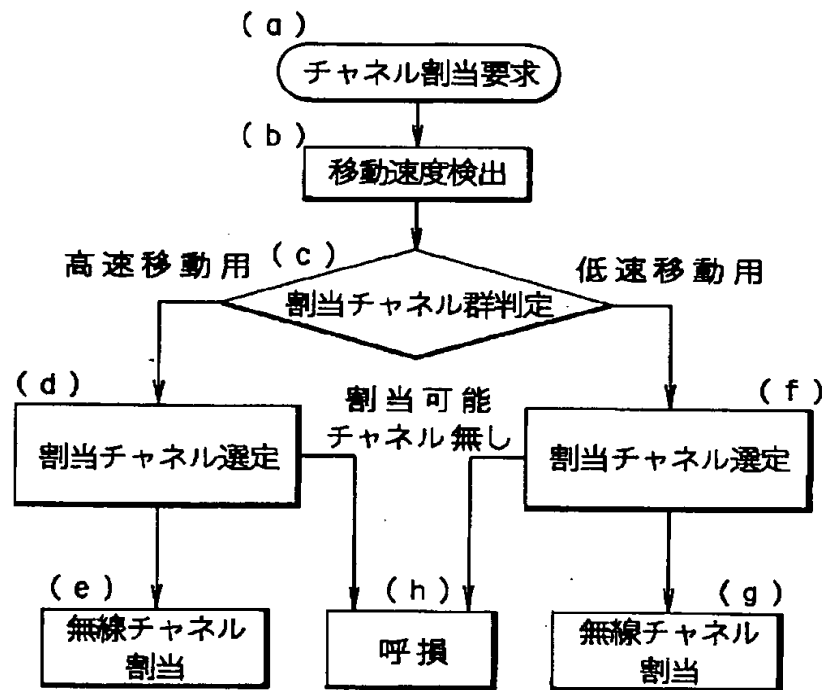 (a)
チャネル割当要求
(b)
移動速度検出
高速移動用
(c)
低速移動用
割当チャネル群判定
(d)
割当可能
チャネル無し
(f)
割当チャネル選定
割当チャネル選定
(e)
(h)
(g)
無線チャネル
割当
呼損
無線チャネル
割当